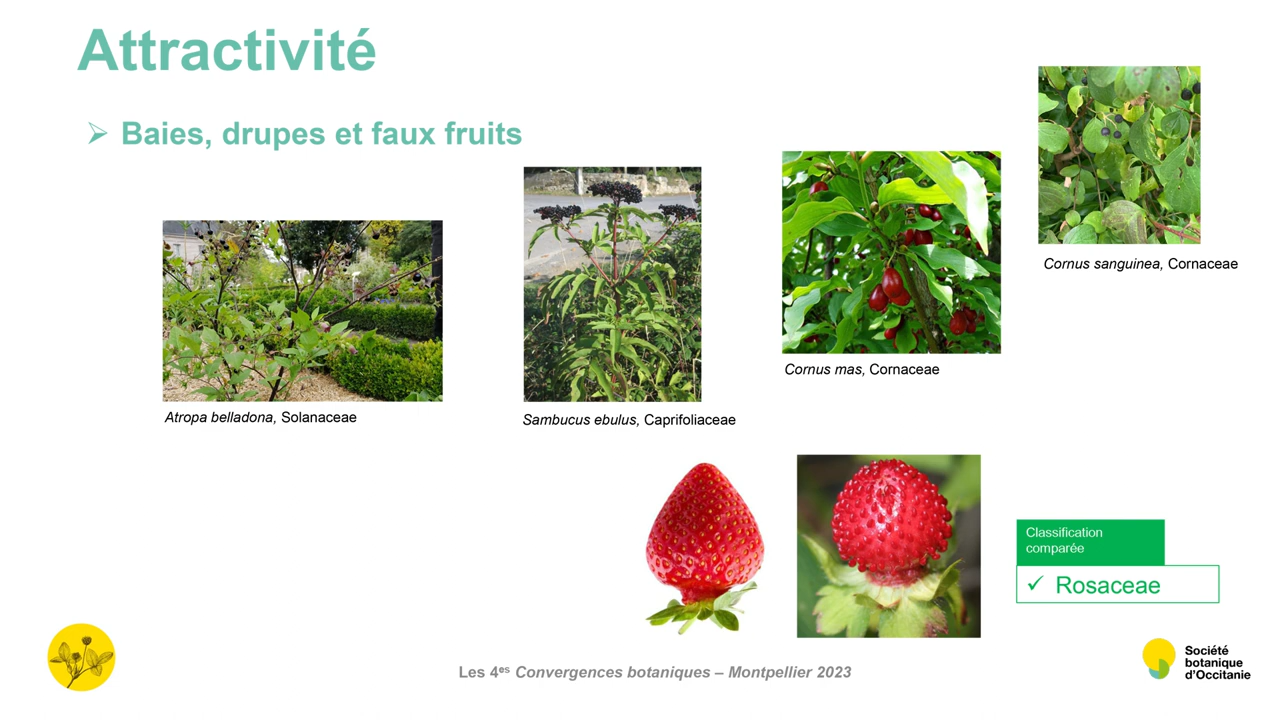 Attractivité
Baies, drupes et faux fruits
Cornus sanguinea, Cornaceae
Cornus mas, Cornaceae
Atropa belladona, Solanaceae
Sambucus ebulus, Caprifoliaceae
Classification
comparée
✓ Rosaceae
Les 4es Convergences botaniques – Montpellier 2023
Société
botanique
d'Occitanie